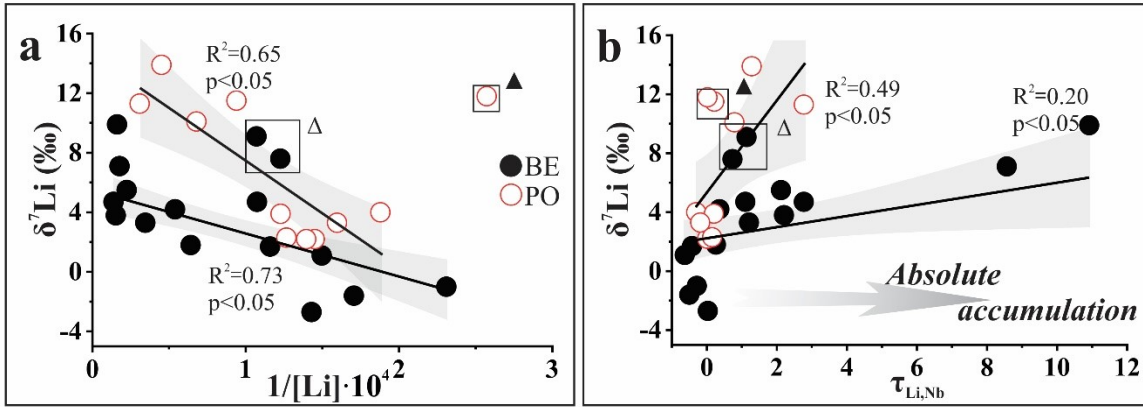 a
16
12
8
4
0
-4
δ⁷Li (‰)
R²=0.65
p<0.05
▲
Δ
BE
PO
R²=0.73
p<0.05
0
1
2
3
4
1/[Li]·10⁴
b
16
12
8
4
0
-4
δ⁷Li (‰)
▲
R²=0.49
p<0.05
R²=0.20
p<0.05
Δ
Absolute
accumulation
0
2
4
6
8
10
12
τLi,Nb